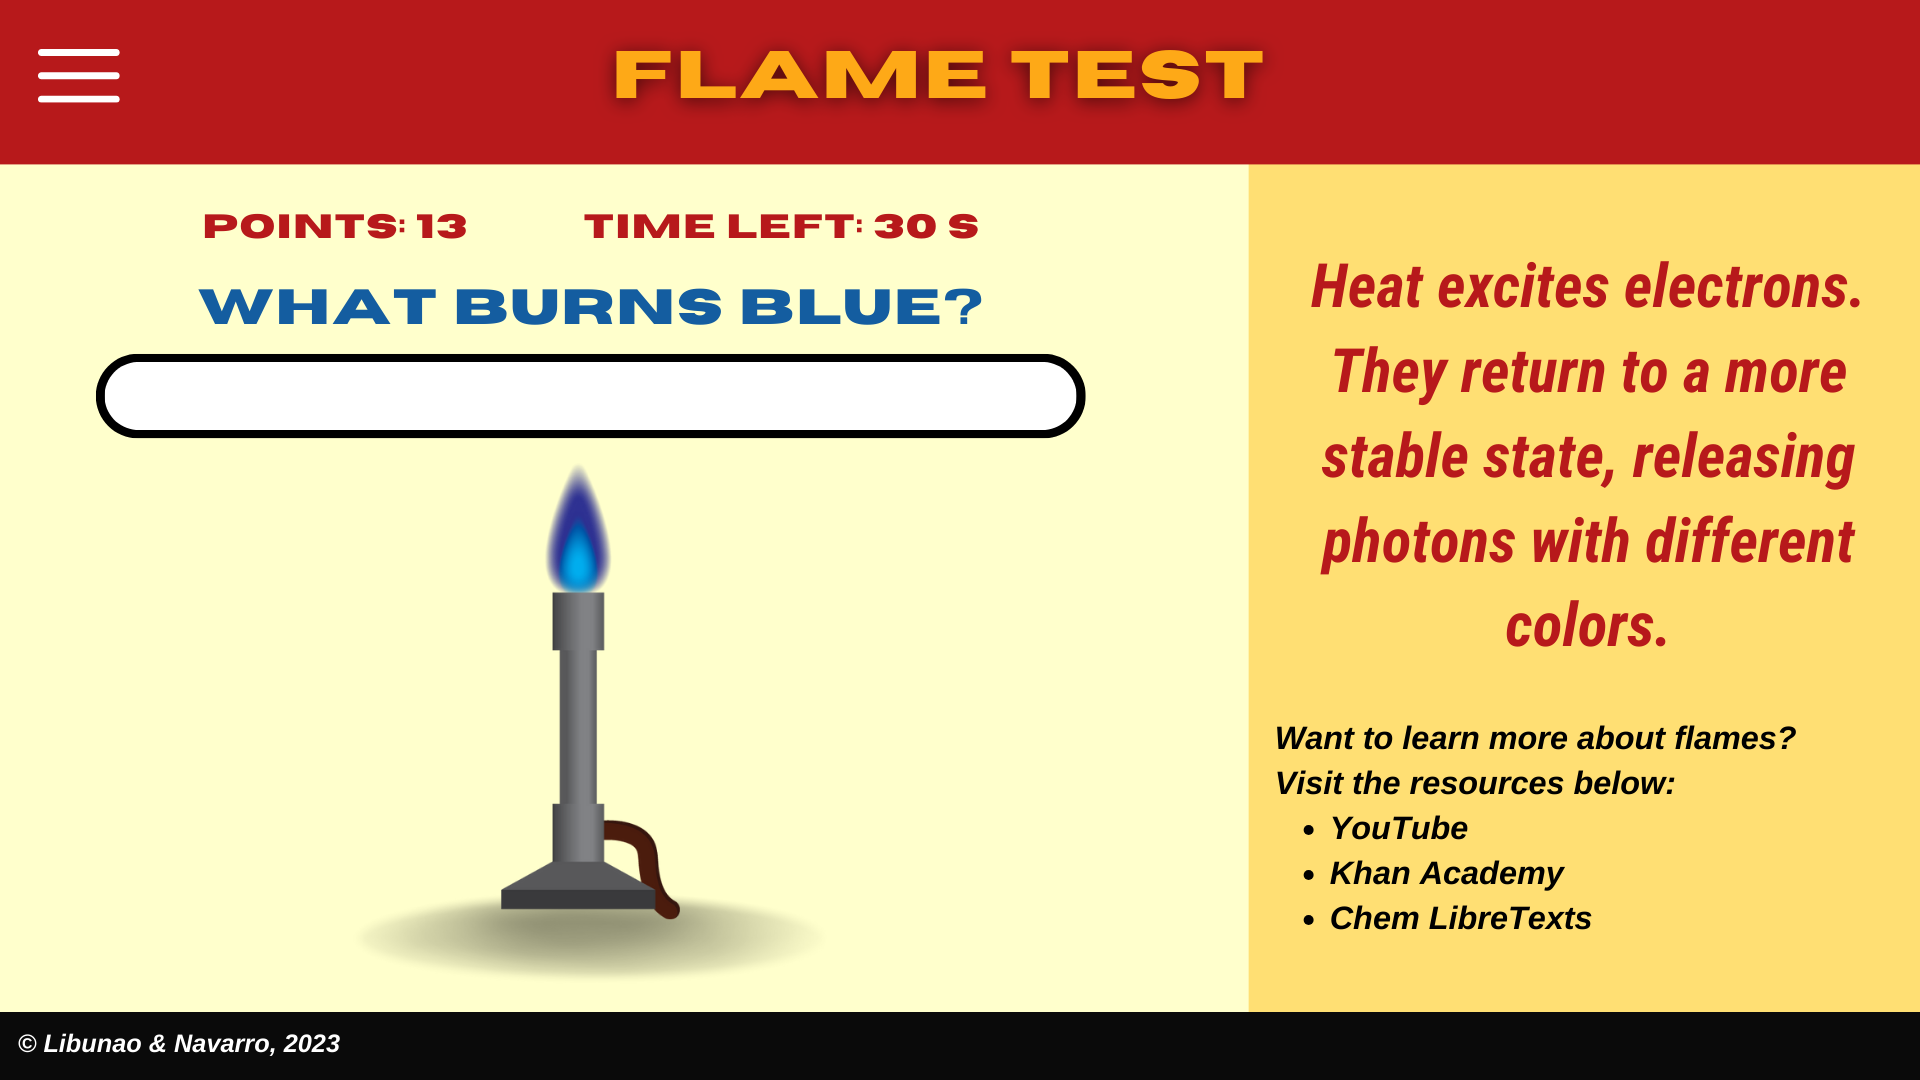 FLAME TEST
POINTS: 13
TIME LEFT: 30 S
WHAT BURNS BLUE?
Heat excites electrons.
They return to a more
stable state, releasing
photons with different
colors.
Want to learn more about flames?
Visit the resources below:
• YouTube
• Khan Academy
• Chem LibreTexts
© Libunao & Navarro, 2023